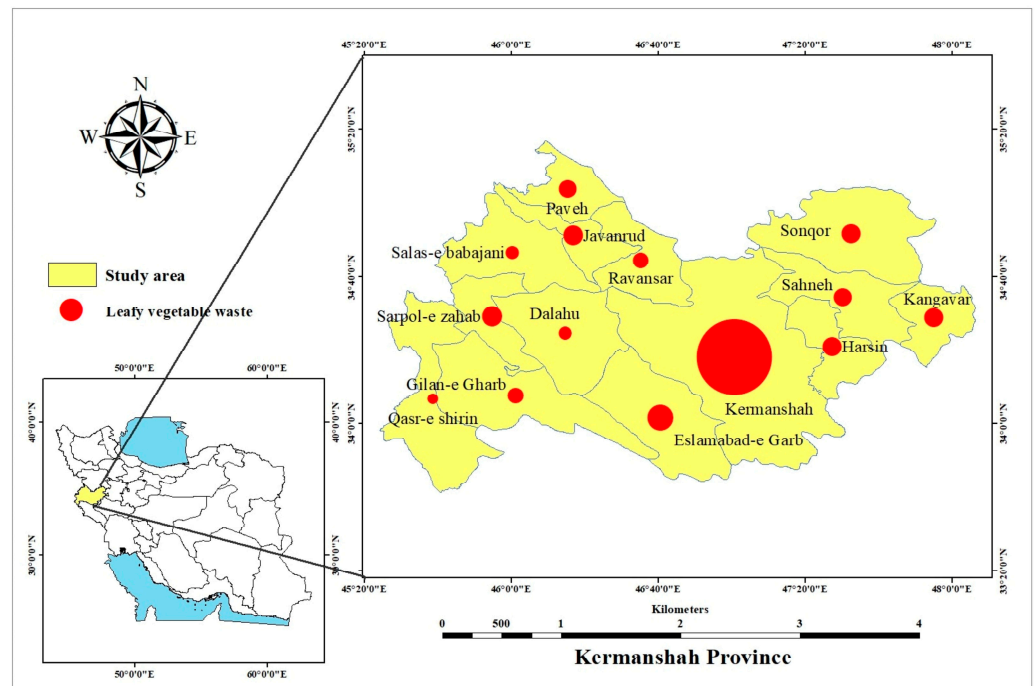 N
W E
S
Study area
Leafy vegetable waste
45°20'0"E 46°0'0"E 46°40'0"E 47°20'0"E 48°0'0"E
35°20'0"N 35°20'0"N
34°40'0"N 34°40'0"N
34°0'0"N 34°0'0"N
33°20'0"N 33°20'0"N
45°20'0"E 46°0'0"E 46°40'0"E 47°20'0"E 48°0'0"E
Paveh
Javanrud
Sonqor
Salas-e babajani
Ravansar
Sahneh
Kangavar
Sarpol-e zahab
Dalahu
Harsin
Gilan-e Gharb
Qasr-e shirin
Kermanshah
Eslamabad-e Garb
50°0'0"E 60°0'0"E
40°0'0"N 40°0'0"N
30°0'0"N
50°0'0"E 60°0'0"E
Kilometers
0 500 1 2 3 4
Kermanshah Province